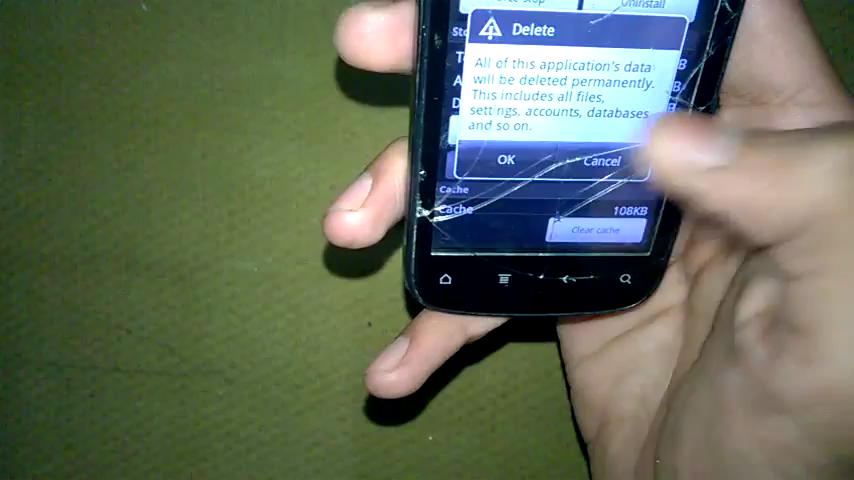 stop
Uninstall
Delete
All of this application's data
will be deleted permanently.
This includes all files,
settings, accounts, databases
and so on.
OK Cancel
Cache
Cache 108KB
Clear cache